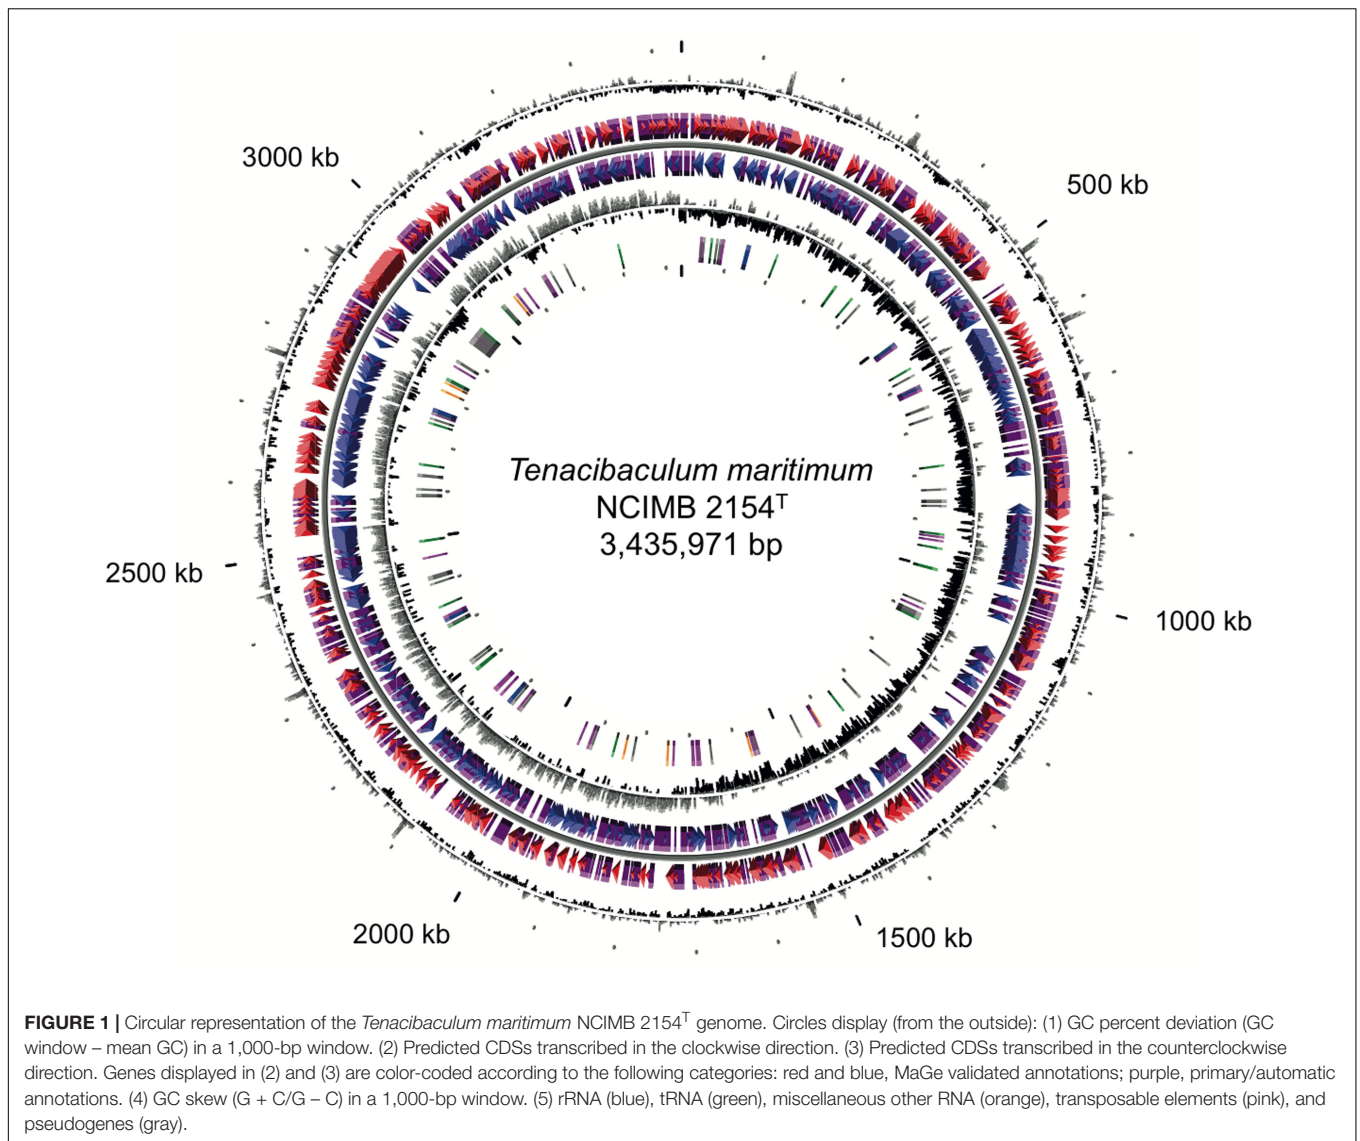 3000 kb
500 kb
Tenacibaculum maritimum
NCIMB 2154ᵀ
3,435,971 bp
2500 kb
1000 kb
2000 kb
1500 kb
FIGURE 1 | Circular representation of the Tenacibaculum maritimum NCIMB 2154ᵀ genome. Circles display (from the outside): (1) GC percent deviation (GC
window – mean GC) in a 1,000-bp window. (2) Predicted CDSs transcribed in the clockwise direction. (3) Predicted CDSs transcribed in the counterclockwise
direction. Genes displayed in (2) and (3) are color-coded according to the following categories: red and blue, MaGe validated annotations; purple, primary/automatic
annotations. (4) GC skew (G + C/G – C) in a 1,000-bp window. (5) rRNA (blue), tRNA (green), miscellaneous other RNA (orange), transposable elements (pink), and
pseudogenes (gray).